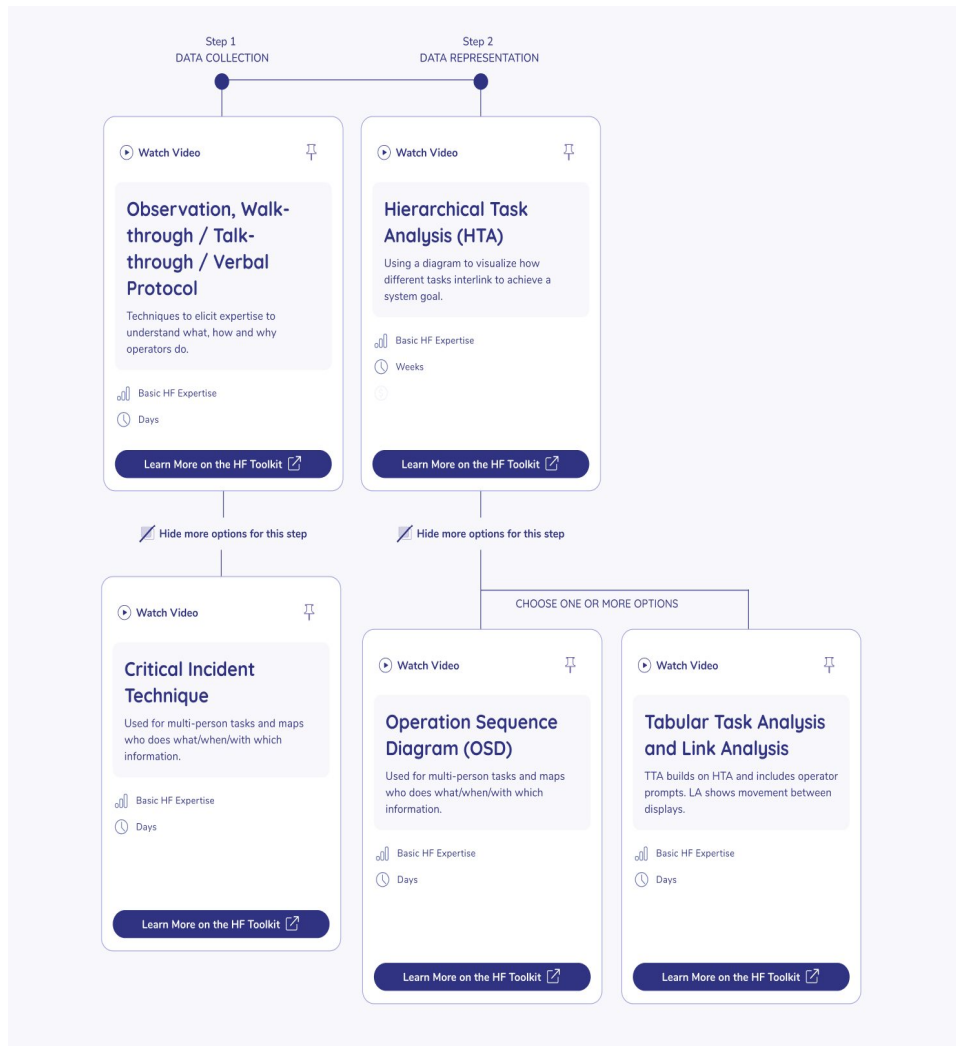 Step 1
DATA COLLECTION
Step 2
DATA REPRESENTATION
Watch Video
Observation, Walk-
through / Talk-
through / Verbal
Protocol
Techniques to elicit expertise to
understand what, how and why
operators do.
Basic HF Expertise
Days
Learn More on the HF Toolkit
Watch Video
Hierarchical Task
Analysis (HTA)
Using a diagram to visualize how
different tasks interlink to achieve a
system goal.
Basic HF Expertise
Weeks
Learn More on the HF Toolkit
Hide more options for this step
Hide more options for this step
Watch Video
Critical Incident
Technique
Used for multi-person tasks and maps
who does what/when/with which
information.
Basic HF Expertise
Days
Learn More on the HF Toolkit
CHOOSE ONE OR MORE OPTIONS
Watch Video
Operation Sequence
Diagram (OSD)
Used for multi-person tasks and maps
who does what/when/with which
information.
Basic HF Expertise
Days
Learn More on the HF Toolkit
Watch Video
Tabular Task Analysis
and Link Analysis
TTA builds on HTA and includes operator
prompts. LA shows movement between
displays.
Basic HF Expertise
Days
Learn More on the HF Toolkit